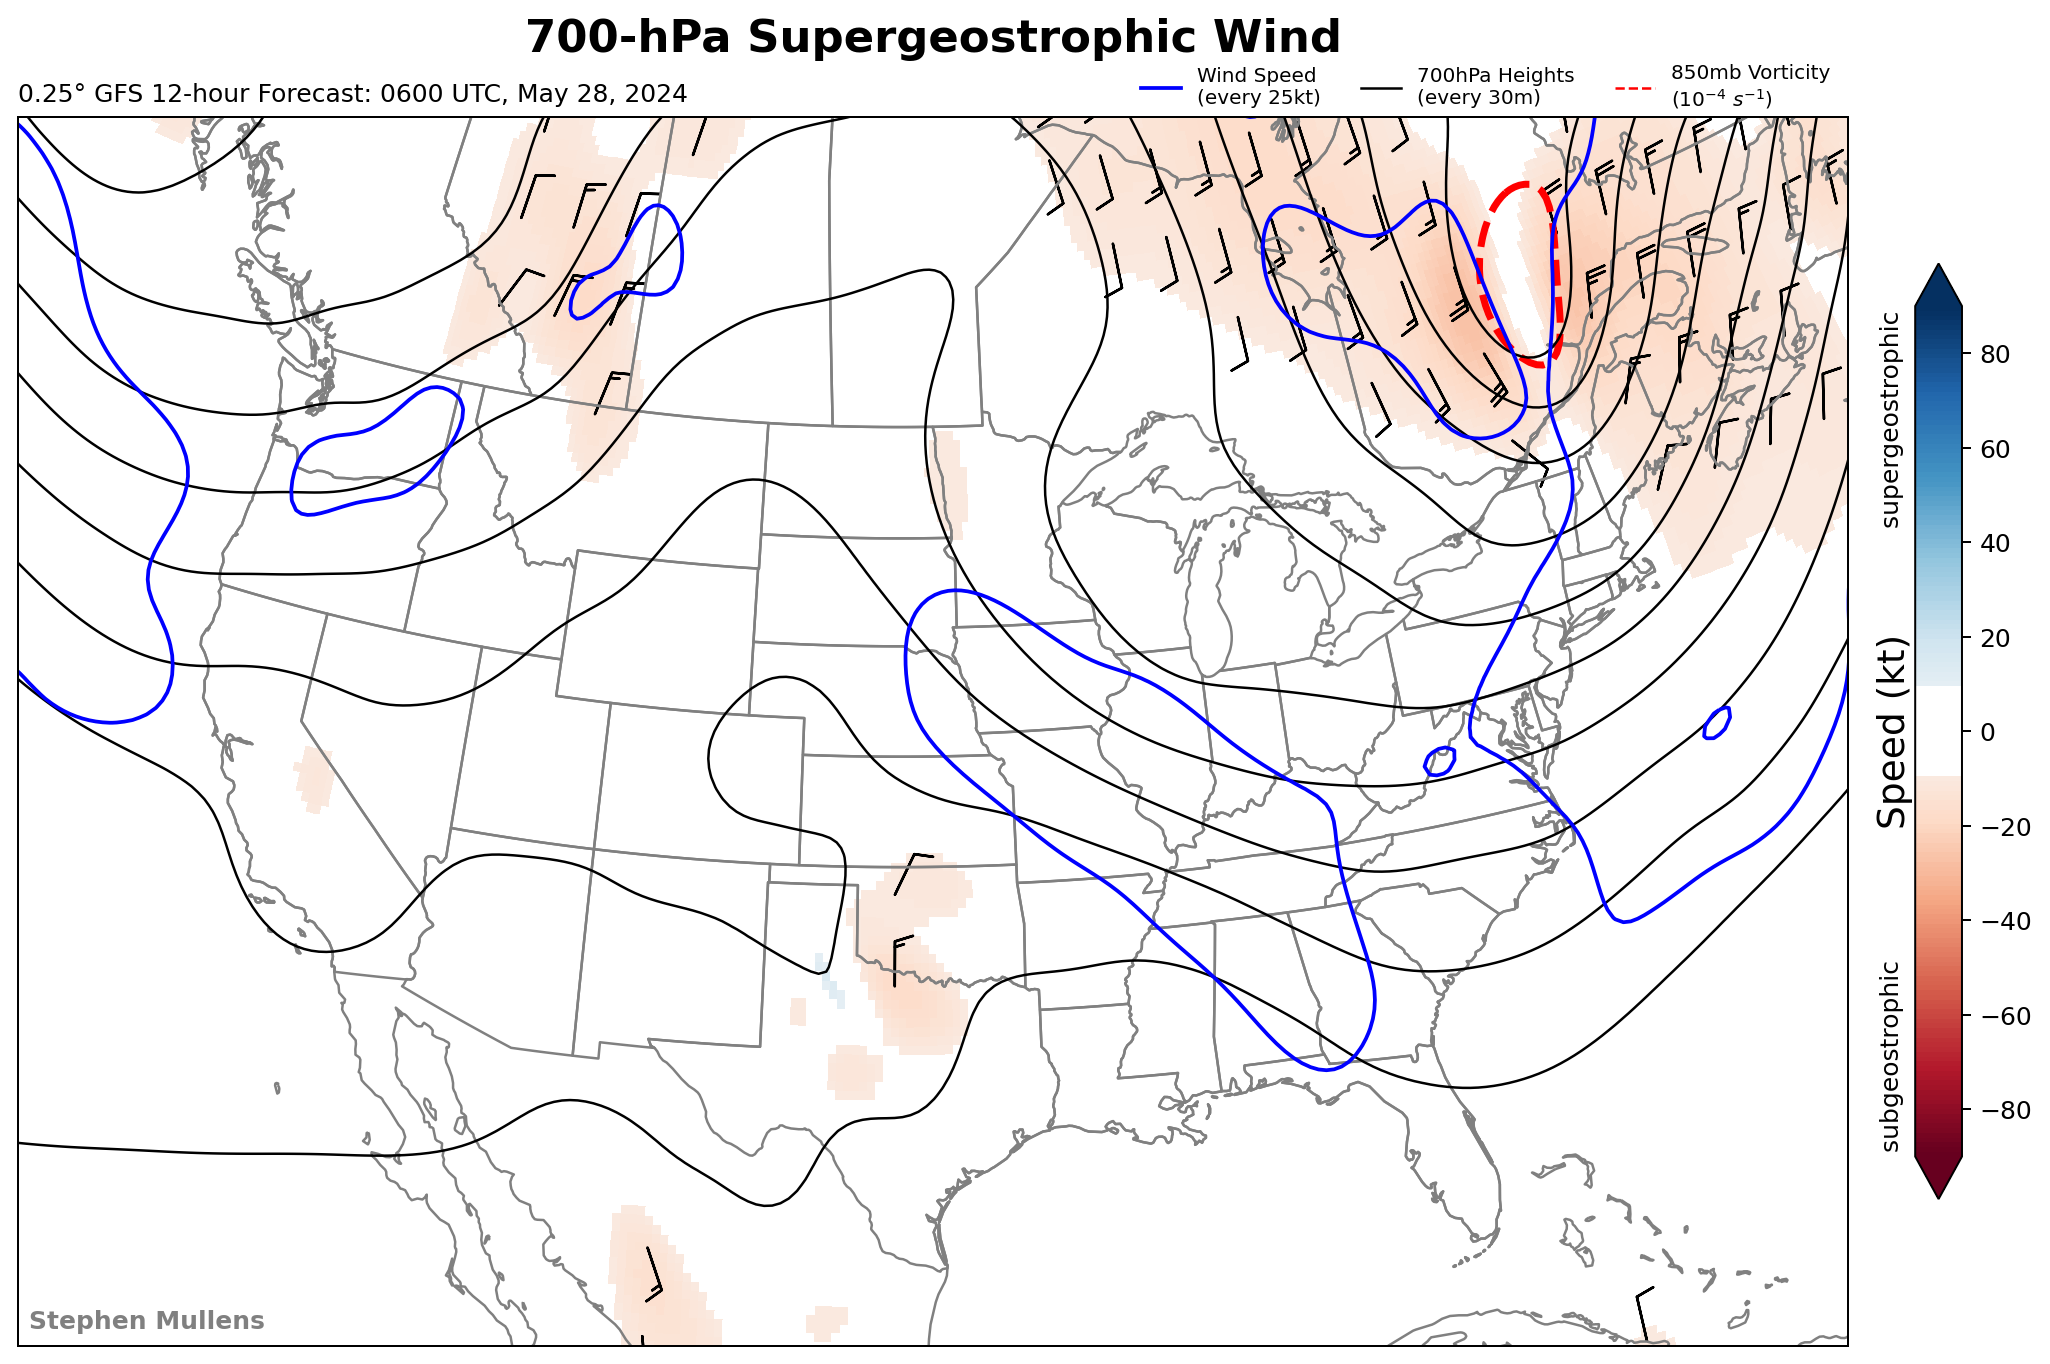 700-hPa Supergeostrophic Wind
0.25° GFS 12-hour Forecast: 0600 UTC, May 28, 2024
Wind Speed
(every 25kt)
700hPa Heights
(every 30m)
850mb Vorticity
(10⁻⁴ s⁻¹)
supergeostrophic
Speed (kt)
subgeostrophic
80
60
40
20
0
−20
−40
−60
−80
Stephen Mullens